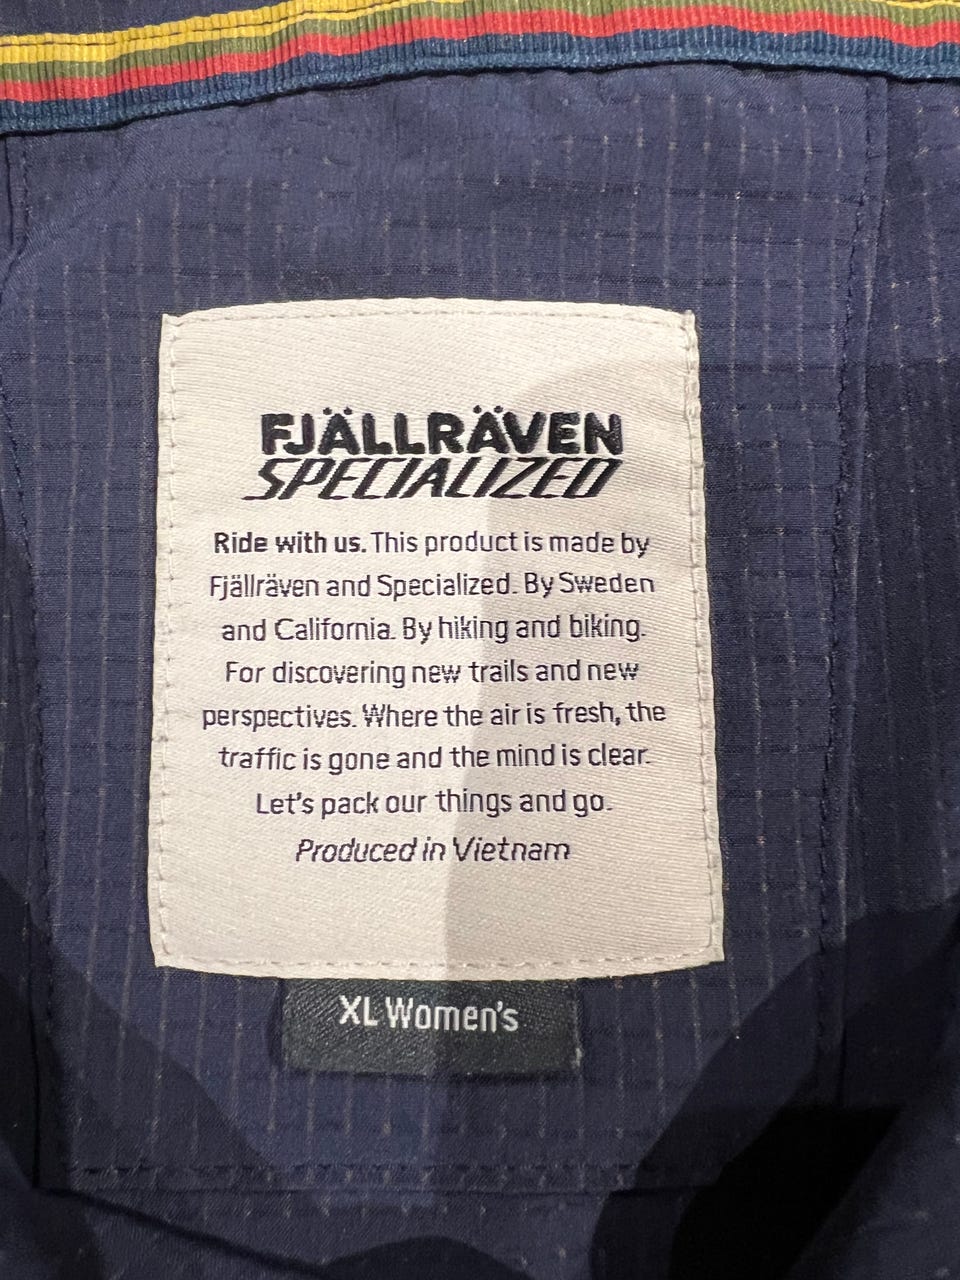 FJÄLLRÄVEN
SPECIALIZED
Ride with us. This product is made by
Fjällräven and Specialized. By Sweden
and California. By hiking and biking.
For discovering new trails and new
perspectives. Where the air is fresh, the
traffic is gone and the mind is clear.
Let's pack our things and go.
Produced in Vietnam
XL Women's